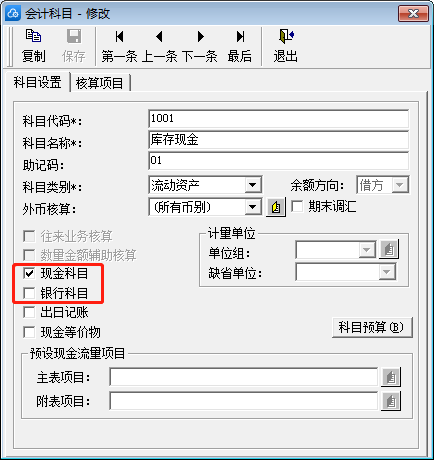 会计科目 - 修改
复制 保存 第一条 上一条 下一条 最后 退出
科目设置 核算项目
科目代码*: 1001
科目名称*: 库存现金
助记码: 01
科目类别*: 流动资产 余额方向: 借方
外币核算: (所有币别) 期末调汇
往来业务核算
数量金额辅助核算
现金科目
银行科目
出日记账
现金等价物
计量单位
单位组:
缺省单位:
科目预算(B)
预设现金流量项目
主表项目:
附表项目: